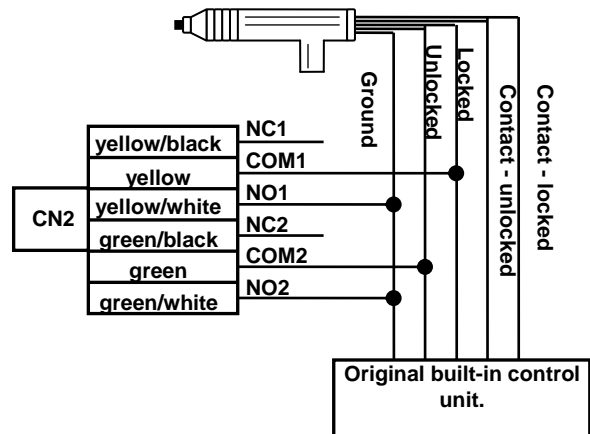 Ground
Unlocked
Locked
Contact - unlocked
Contact - locked
CN2
yellow/black
NC1
yellow
COM1
yellow/white
NO1
green/black
NC2
green
COM2
green/white
NO2
Original built-in control
unit.